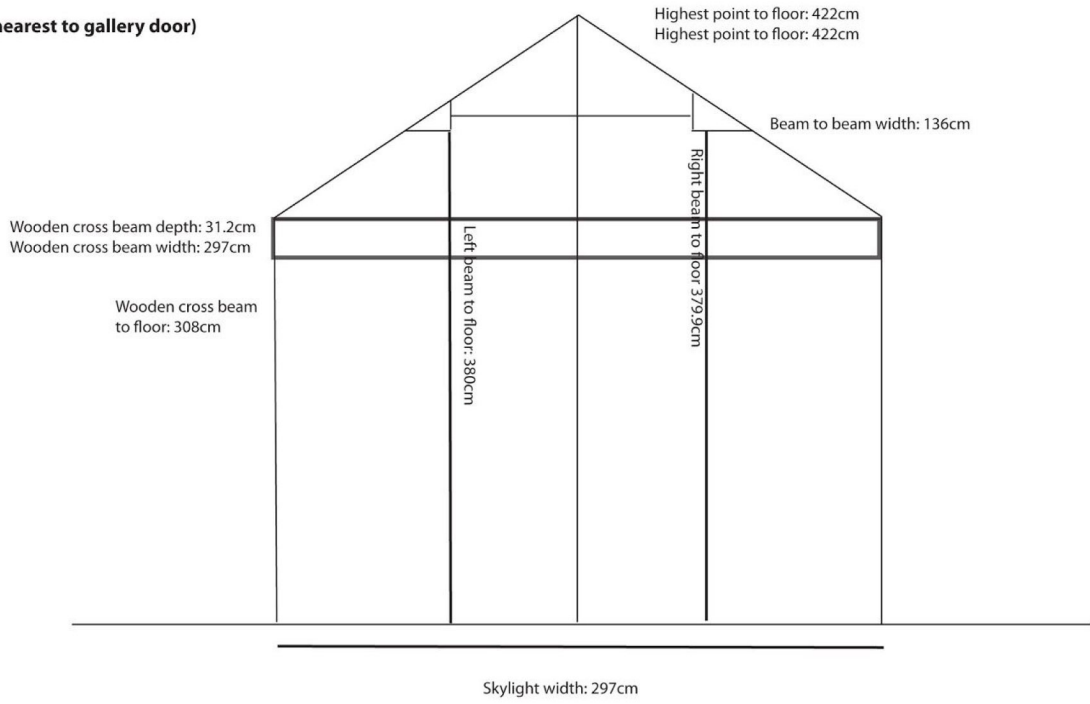 nearest to gallery door)
Highest point to floor: 422cm
Highest point to floor: 422cm
Beam to beam width: 136cm
Wooden cross beam depth: 31.2cm
Wooden cross beam width: 297cm
Wooden cross beam
to floor: 308cm
Left beam to floor: 380cm
Right beam to floor 379.9cm
Skylight width: 297cm